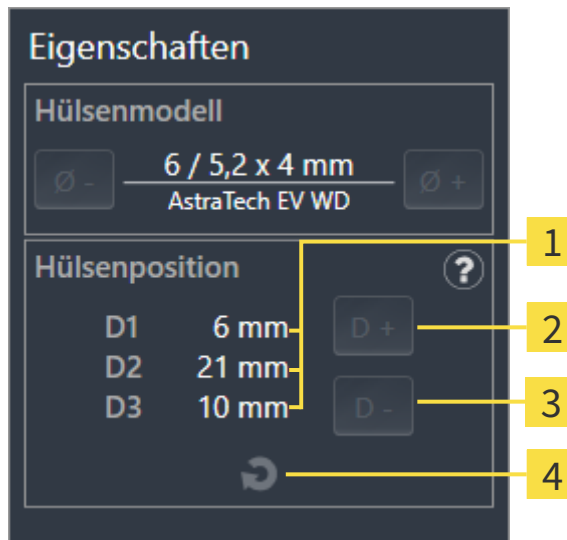 Eigenschaften
Hülsenmodell
Ø - 6 / 5,2 x 4 mm Ø +
AstraTech EV WD
Hülsenposition ?
1
D1 6 mm D + 2
D2 21 mm
D3 10 mm D - 3
4